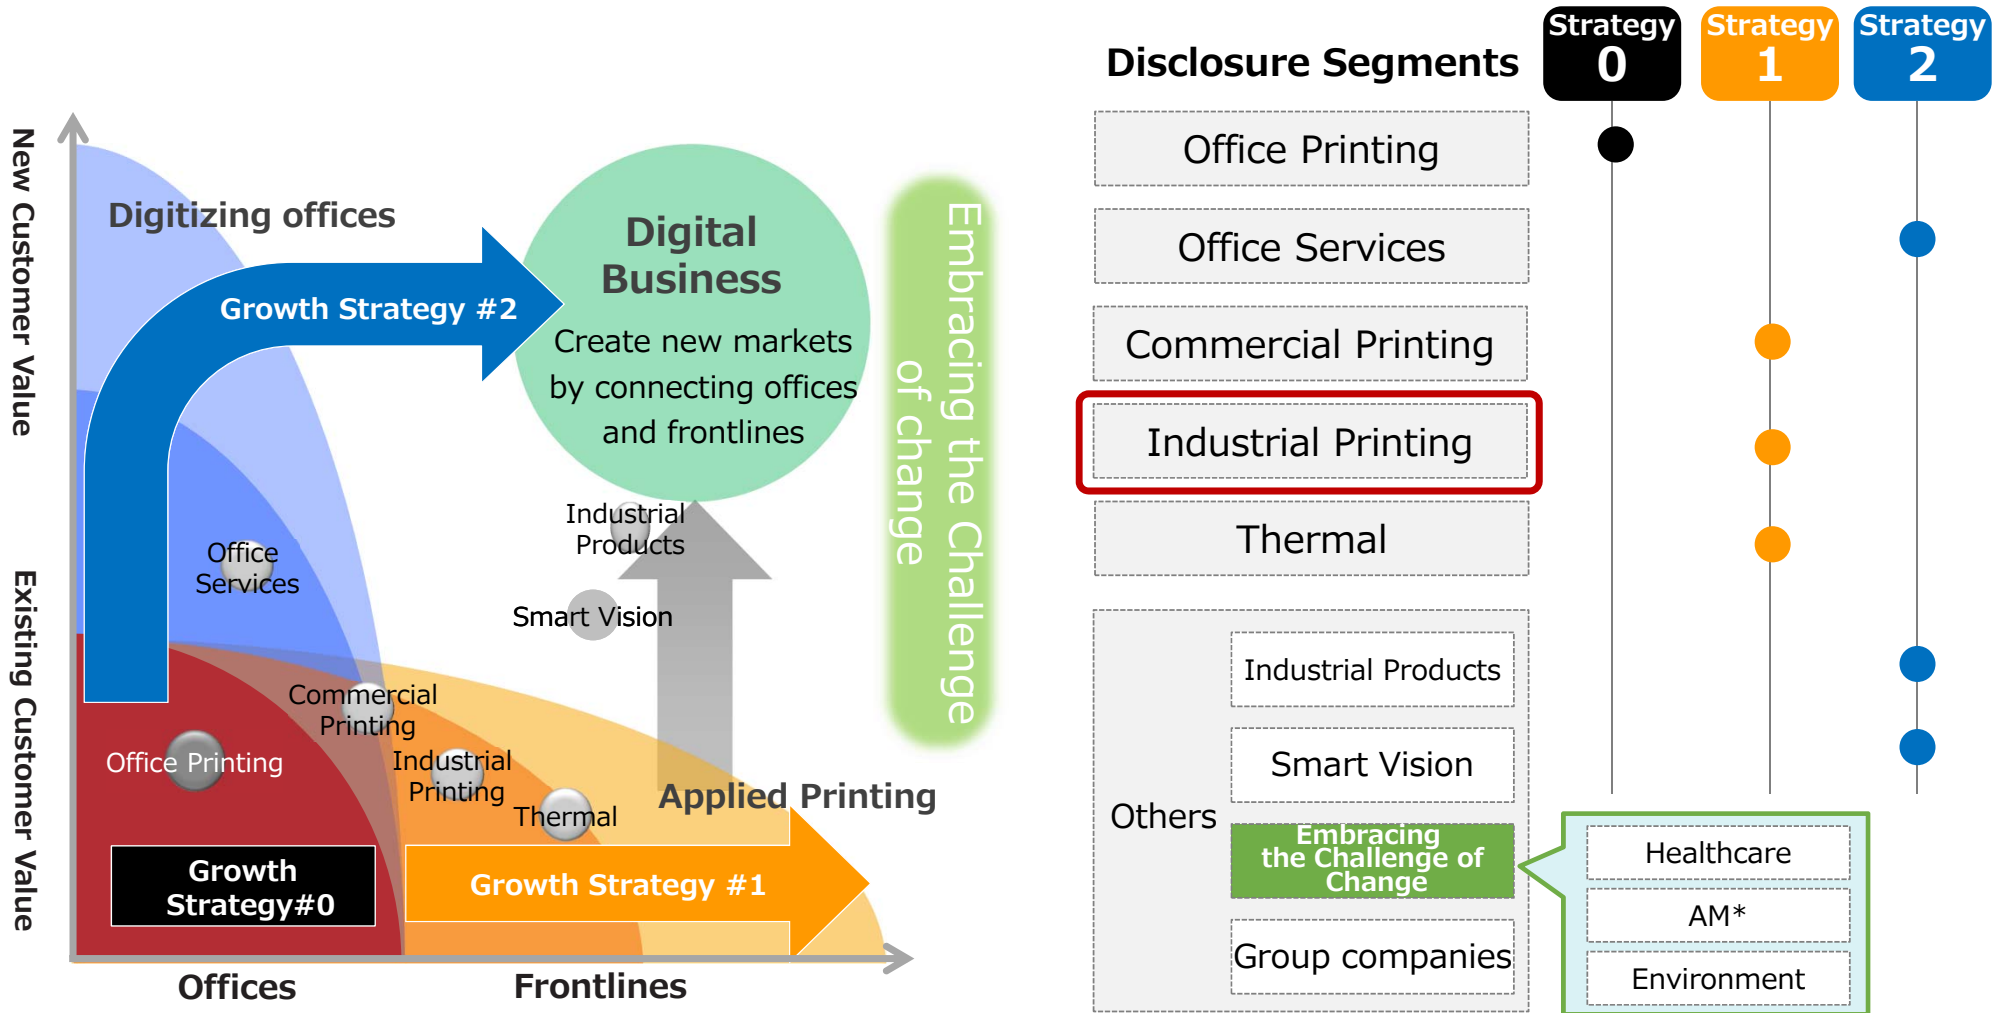 New Customer Value
Existing Customer Value
Digitizing offices
Growth Strategy #2
Digital
Business
Create new markets
by connecting offices
and frontlines
Embracing the Challenge
of change
Industrial
Products
Office
Services
Smart Vision
Commercial
Printing
Office Printing
Industrial
Printing
Thermal
Applied Printing
Growth
Strategy#0
Growth Strategy #1
Offices
Frontlines
Disclosure Segments
Strategy
0
Strategy
1
Strategy
2
Office Printing
Office Services
Commercial Printing
Industrial Printing
Thermal
Others
Industrial Products
Smart Vision
Embracing
the Challenge of
Change
Group companies
Healthcare
AM*
Environment